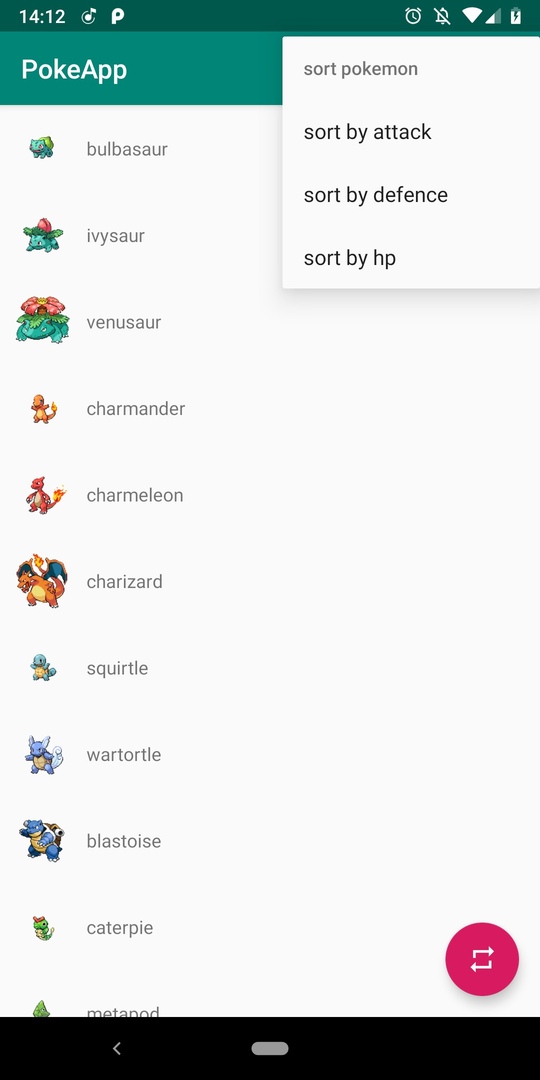 14:12
PokeApp
sort pokemon
sort by attack
sort by defence
sort by hp
bulbasaur
ivysaur
venusaur
charmander
charmeleon
charizard
squirtle
wartortle
blastoise
caterpie
metapod